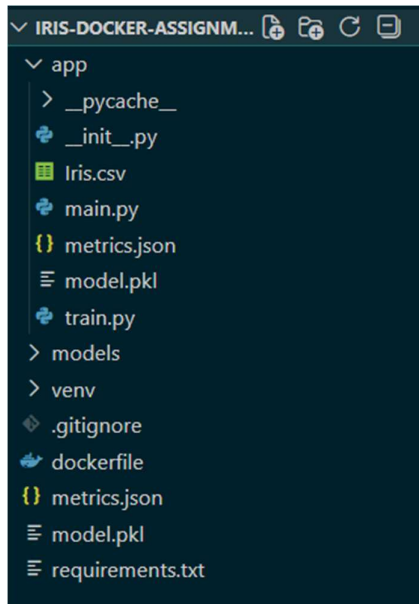 IRIS-DOCKER-ASSIGNM...
app
__pycache__
__init__.py
Iris.csv
main.py
{} metrics.json
model.pkl
train.py
models
venv
.gitignore
dockerfile
{} metrics.json
model.pkl
requirements.txt